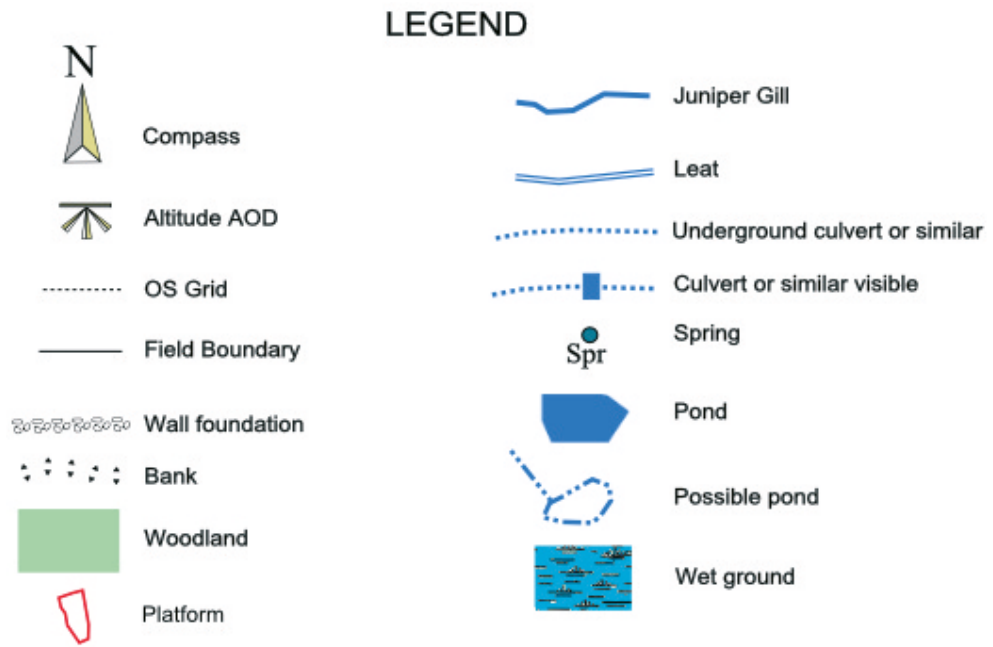 LEGEND
N
Compass
Altitude AOD
OS Grid
Field Boundary
Wall foundation
Bank
Woodland
Platform
Juniper Gill
Leat
Underground culvert or similar
Culvert or similar visible
Spring
Spr
Pond
Possible pond
Wet ground